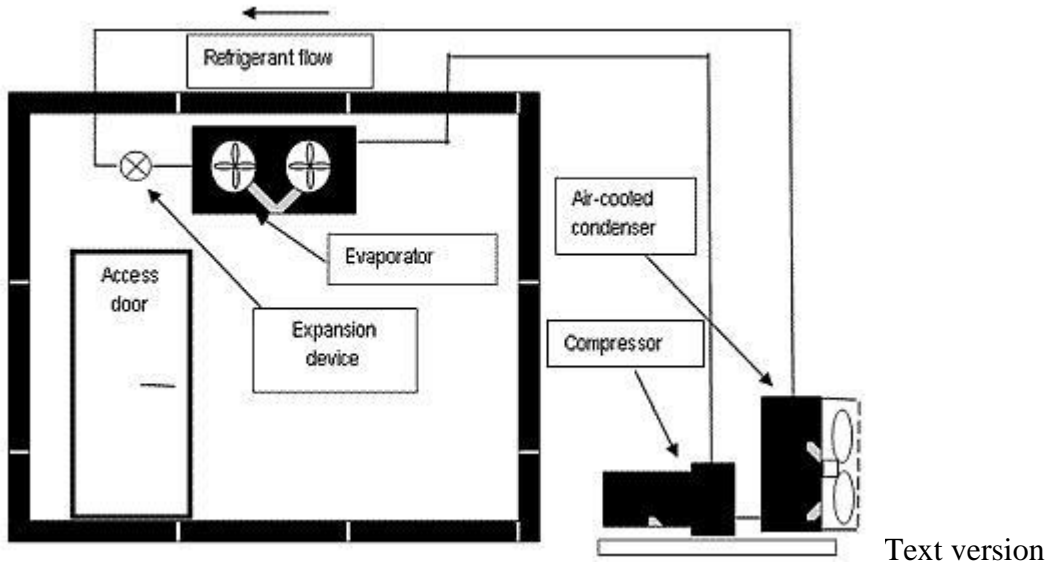 Refrigerant flow
Air-cooled
condenser
Evaporator
Access
door
Expansion
device
Compressor
Text version